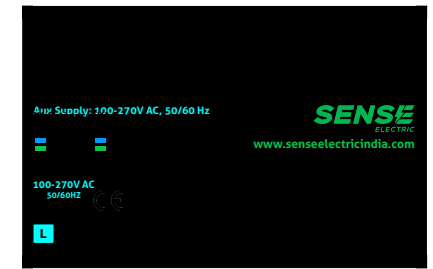 Aux Supply: 100-270V AC, 50/60 Hz
SENSE
ELECTRIC
www.senseelectricindia.com
100-270V AC
50/60HZ
CE
L